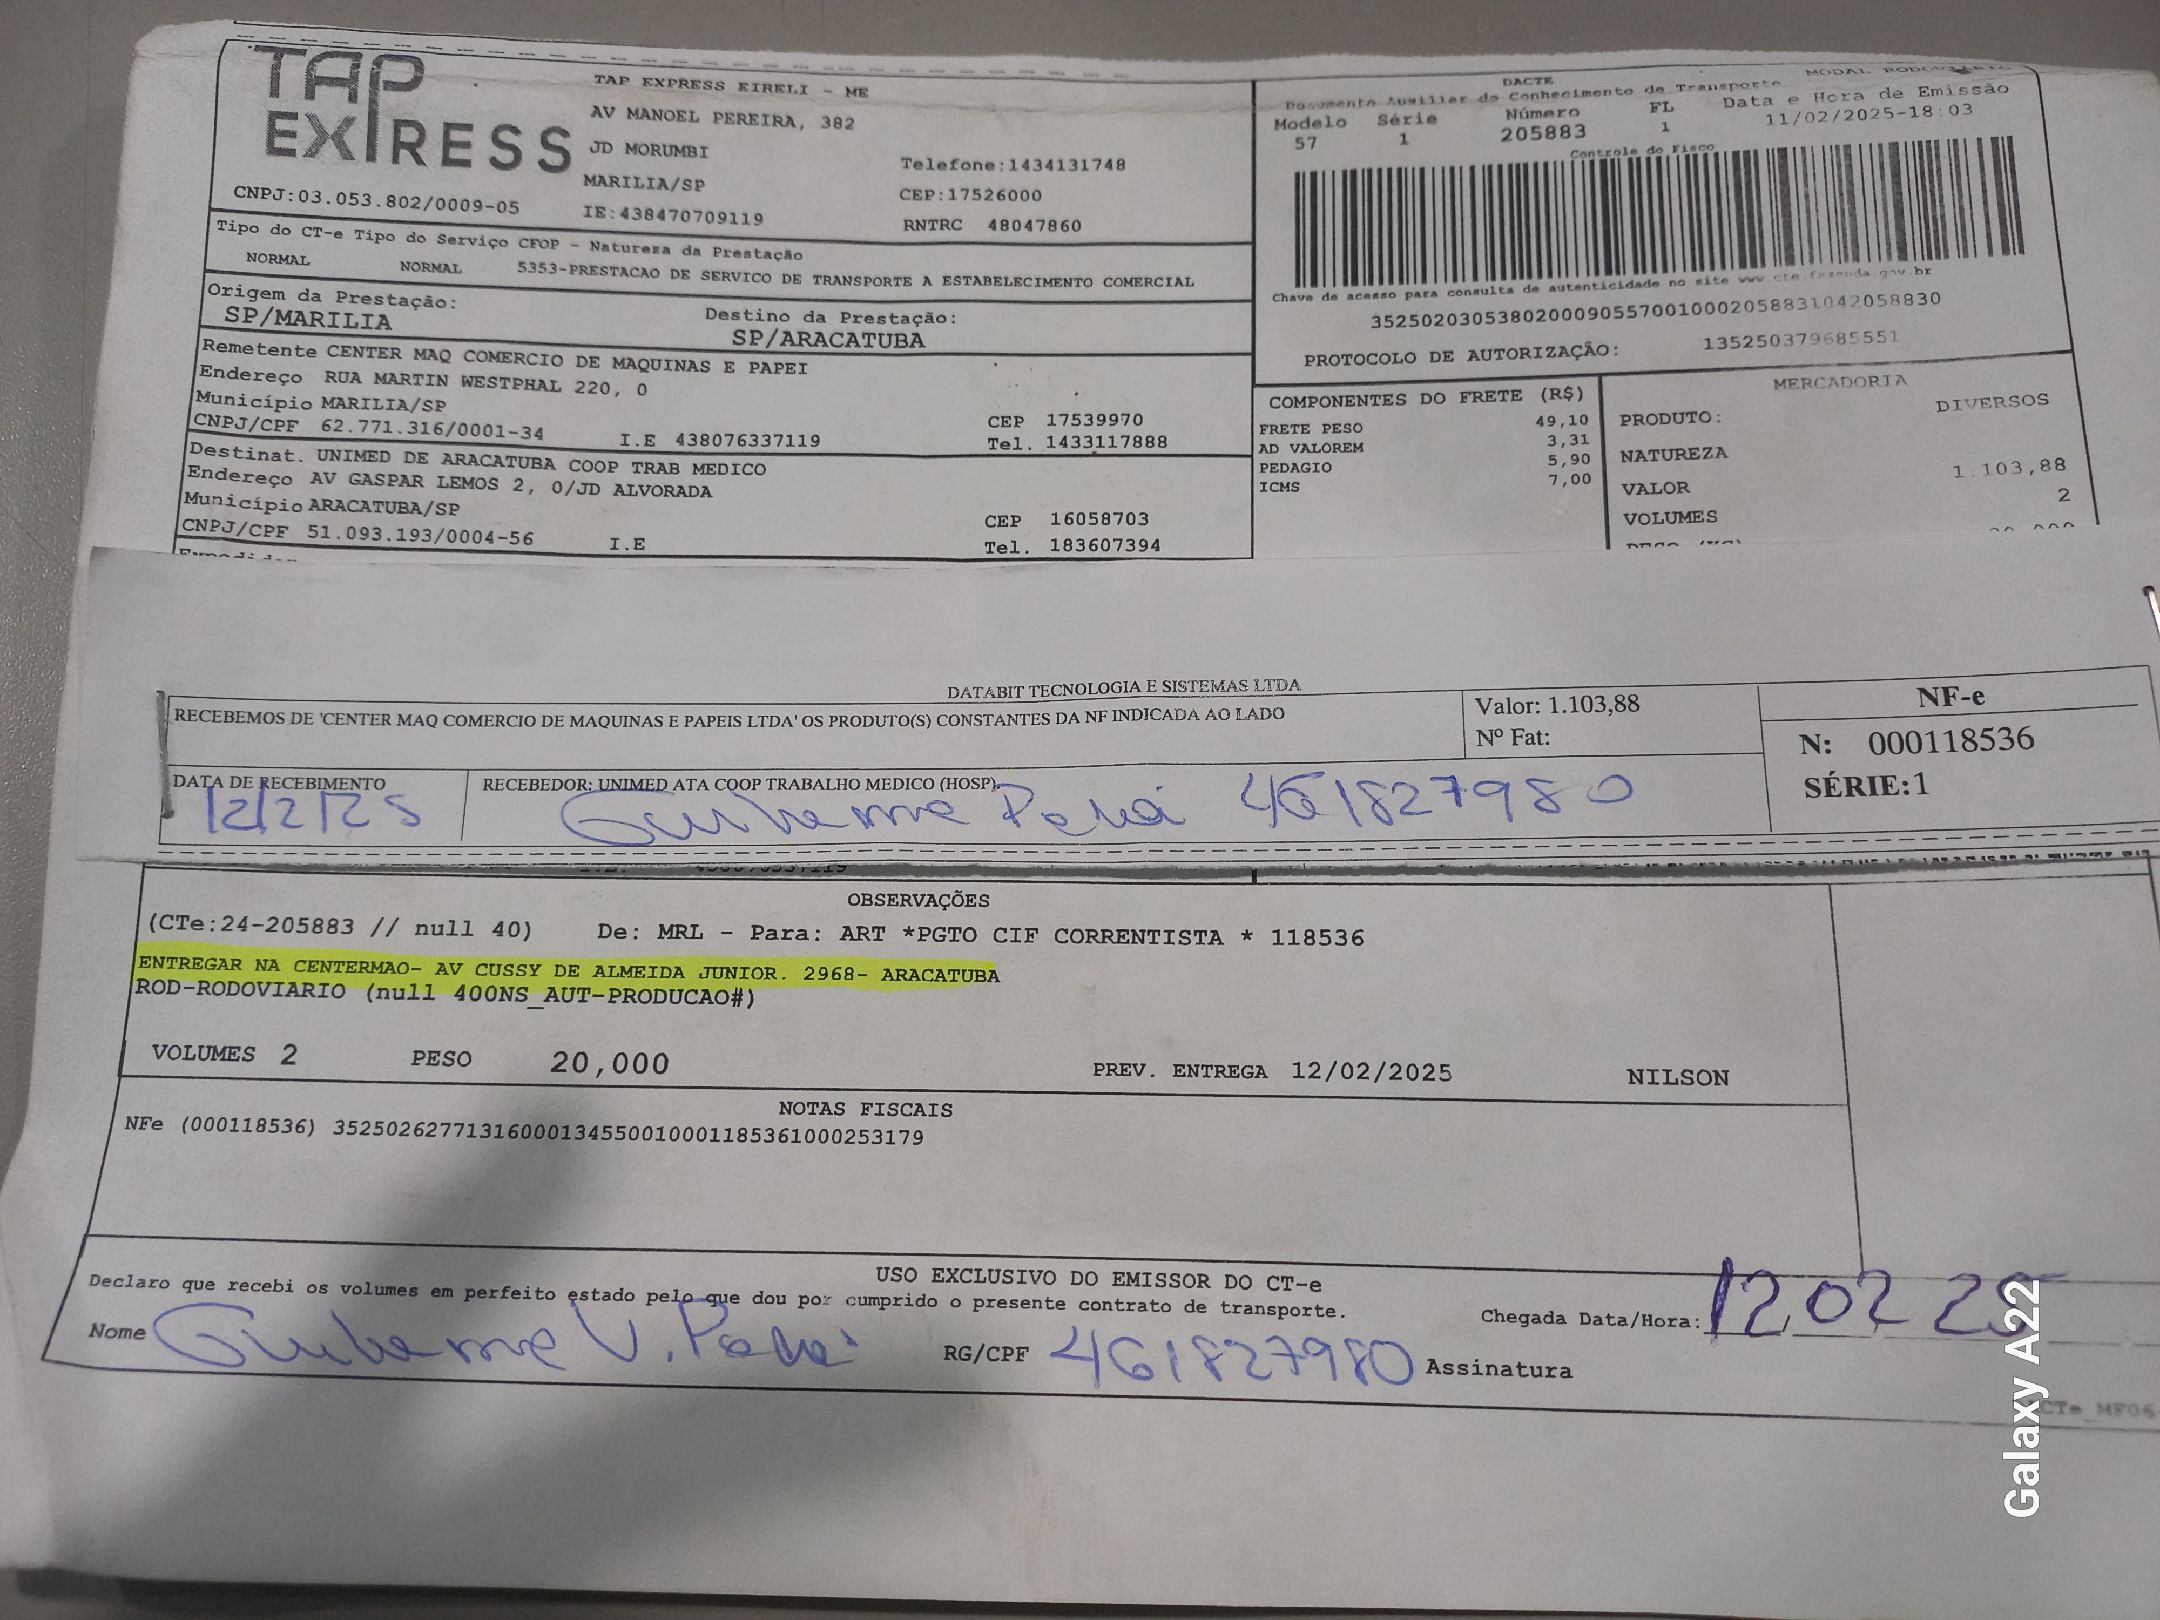 TAP EXPRESS
TAP EXPRESS EIRELI - ME
AV MANOEL PEREIRA, 382
JD MORUMBI
MARILIA/SP
IE:438470709119
Telefone:1434131748
CEP:17526000
RNTRC 48047860
CNPJ:03.053.802/0009-05
DACTE
MODAL RODOVIÁRIO
Documento Auxiliar do Conhecimento de Transporte
Modelo Série Número FL Data e Hora de Emissão
57 1 205883 1 11/02/2025-18:03
Controle do Fisco
Chave de acesso para consulta de autenticidade no site www.cte.fazenda.gov.br
35250203053802000905570010002058831042058830
PROTOCOLO DE AUTORIZAÇÃO: 135250379685551
Tipo do CT-e Tipo do Serviço CFOP - Natureza da Prestação
NORMAL NORMAL 5353-PRESTACAO DE SERVICO DE TRANSPORTE A ESTABELECIMENTO COMERCIAL
Origem da Prestação: Destino da Prestação:
SP/MARILIA SP/ARACATUBA
Remetente CENTER MAQ COMERCIO DE MAQUINAS E PAPEI
Endereço RUA MARTIN WESTPHAL 220, 0
Município MARILIA/SP CEP 17539970
CNPJ/CPF 62.771.316/0001-34 I.E 438076337119 Tel. 1433117888
Destinat. UNIMED DE ARACATUBA COOP TRAB MEDICO
Endereço AV GASPAR LEMOS 2, 0/JD ALVORADA
Município ARACATUBA/SP CEP 16058703
CNPJ/CPF 51.093.193/0004-56 I.E Tel. 183607394
COMPONENTES DO FRETE (R$)
FRETE PESO 49,10
AD VALOREM 3,31
PEDAGIO 5,90
ICMS 7,00
MERCADORIA
PRODUTO: DIVERSOS
NATUREZA
VALOR 1.103,88
VOLUMES 2
DATABIT TECNOLOGIA E SISTEMAS LTDA
RECEBEMOS DE 'CENTER MAQ COMERCIO DE MAQUINAS E PAPEIS LTDA' OS PRODUTO(S) CONSTANTES DA NF INDICADA AO LADO
Valor: 1.103,88
Nº Fat:
NF-e
N: 000118536
SÉRIE:1
DATA DE RECEBIMENTO
12/2/25
RECEBEDOR: UNIMED ATA COOP TRABALHO MEDICO (HOSP).
Guilherme 461827980
OBSERVAÇÕES
(CTe:24-205883 // null 40) De: MRL - Para: ART *PGTO CIF CORRENTISTA * 118536
ENTREGAR NA CENTERMAO- AV CUSSY DE ALMEIDA JUNIOR. 2968- ARACATUBA
ROD-RODOVIARIO (null 400NS_AUT-PRODUCAO#)
VOLUMES 2 PESO 20,000 PREV. ENTREGA 12/02/2025 NILSON
NOTAS FISCAIS
NFe (000118536) 35250262771316000134550010001185361000253179
USO EXCLUSIVO DO EMISSOR DO CT-e
Declaro que recebi os volumes em perfeito estado pelo que dou por cumprido o presente contrato de transporte.
Chegada Data/Hora: 12 02 25
Nome Guilherme V. RG/CPF 461827980 Assinatura
Galaxy A22